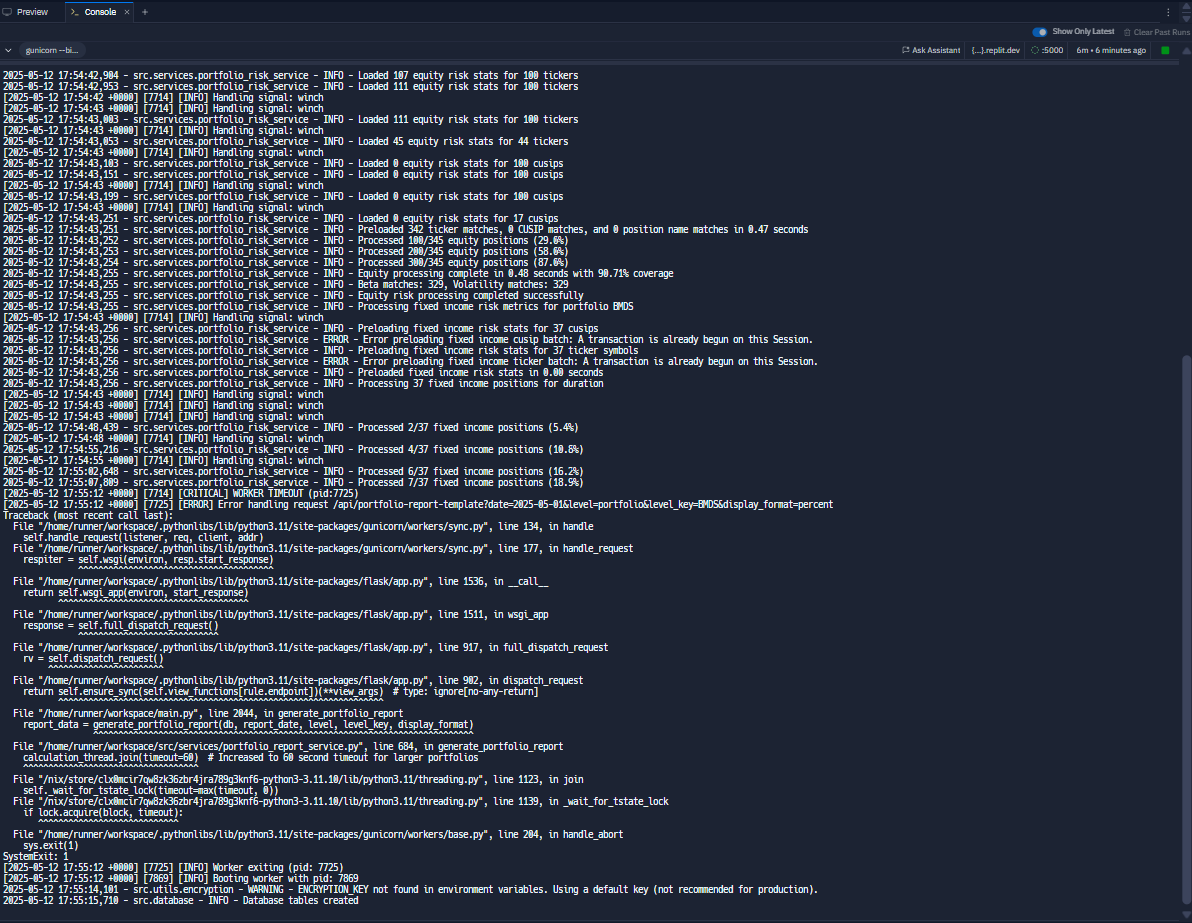 Preview
Console ×
+
Show Only Latest
Clear Past Runs
gunicorn --bi...
Ask Assistant
{...}.replit.dev
:5000
6m • 6 minutes ago
2025-05-12 17:54:42,904 - src.services.portfolio_risk_service - INFO - Loaded 107 equity risk stats for 100 tickers
2025-05-12 17:54:42,953 - src.services.portfolio_risk_service - INFO - Loaded 111 equity risk stats for 100 tickers
[2025-05-12 17:54:42 +0000] [7714] [INFO] Handling signal: winch
[2025-05-12 17:54:43 +0000] [7714] [INFO] Handling signal: winch
2025-05-12 17:54:43,003 - src.services.portfolio_risk_service - INFO - Loaded 111 equity risk stats for 100 tickers
[2025-05-12 17:54:43 +0000] [7714] [INFO] Handling signal: winch
2025-05-12 17:54:43,053 - src.services.portfolio_risk_service - INFO - Loaded 45 equity risk stats for 44 tickers
[2025-05-12 17:54:43 +0000] [7714] [INFO] Handling signal: winch
2025-05-12 17:54:43,103 - src.services.portfolio_risk_service - INFO - Loaded 0 equity risk stats for 100 cusips
2025-05-12 17:54:43,151 - src.services.portfolio_risk_service - INFO - Loaded 0 equity risk stats for 100 cusips
[2025-05-12 17:54:43 +0000] [7714] [INFO] Handling signal: winch
2025-05-12 17:54:43,199 - src.services.portfolio_risk_service - INFO - Loaded 0 equity risk stats for 100 cusips
[2025-05-12 17:54:43 +0000] [7714] [INFO] Handling signal: winch
2025-05-12 17:54:43,251 - src.services.portfolio_risk_service - INFO - Loaded 0 equity risk stats for 17 cusips
2025-05-12 17:54:43,251 - src.services.portfolio_risk_service - INFO - Preloaded 342 ticker matches, 0 CUSIP matches, and 0 position name matches in 0.47 seconds
2025-05-12 17:54:43,252 - src.services.portfolio_risk_service - INFO - Processed 100/345 equity positions (29.0%)
2025-05-12 17:54:43,253 - src.services.portfolio_risk_service - INFO - Processed 200/345 equity positions (58.0%)
2025-05-12 17:54:43,254 - src.services.portfolio_risk_service - INFO - Processed 300/345 equity positions (87.0%)
2025-05-12 17:54:43,255 - src.services.portfolio_risk_service - INFO - Equity processing complete in 0.48 seconds with 90.71% coverage
2025-05-12 17:54:43,255 - src.services.portfolio_risk_service - INFO - Beta matches: 329, Volatility matches: 329
2025-05-12 17:54:43,255 - src.services.portfolio_risk_service - INFO - Equity risk processing completed successfully
2025-05-12 17:54:43,255 - src.services.portfolio_risk_service - INFO - Processing fixed income risk metrics for portfolio BMDS
[2025-05-12 17:54:43 +0000] [7714] [INFO] Handling signal: winch
2025-05-12 17:54:43,256 - src.services.portfolio_risk_service - INFO - Preloading fixed income risk stats for 37 cusips
2025-05-12 17:54:43,256 - src.services.portfolio_risk_service - ERROR - Error preloading fixed income cusip batch: A transaction is already begun on this Session.
2025-05-12 17:54:43,256 - src.services.portfolio_risk_service - INFO - Preloading fixed income risk stats for 37 ticker symbols
2025-05-12 17:54:43,256 - src.services.portfolio_risk_service - ERROR - Error preloading fixed income ticker batch: A transaction is already begun on this Session.
2025-05-12 17:54:43,256 - src.services.portfolio_risk_service - INFO - Preloaded fixed income risk stats in 0.00 seconds
2025-05-12 17:54:43,256 - src.services.portfolio_risk_service - INFO - Processing 37 fixed income positions for duration
[2025-05-12 17:54:43 +0000] [7714] [INFO] Handling signal: winch
[2025-05-12 17:54:43 +0000] [7714] [INFO] Handling signal: winch
[2025-05-12 17:54:43 +0000] [7714] [INFO] Handling signal: winch
2025-05-12 17:54:48,439 - src.services.portfolio_risk_service - INFO - Processed 2/37 fixed income positions (5.4%)
[2025-05-12 17:54:48 +0000] [7714] [INFO] Handling signal: winch
2025-05-12 17:54:55,216 - src.services.portfolio_risk_service - INFO - Processed 4/37 fixed income positions (10.8%)
[2025-05-12 17:54:55 +0000] [7714] [INFO] Handling signal: winch
2025-05-12 17:55:02,648 - src.services.portfolio_risk_service - INFO - Processed 6/37 fixed income positions (16.2%)
2025-05-12 17:55:07,809 - src.services.portfolio_risk_service - INFO - Processed 7/37 fixed income positions (18.9%)
[2025-05-12 17:55:12 +0000] [7714] [CRITICAL] WORKER TIMEOUT (pid:7725)
[2025-05-12 17:55:12 +0000] [7725] [ERROR] Error handling request /api/portfolio-report-template?date=2025-05-01&level=portfolio&level_key=BMDS&display_format=percent
Traceback (most recent call last):
File "/home/runner/workspace/.pythonlibs/lib/python3.11/site-packages/gunicorn/workers/sync.py", line 134, in handle
self.handle_request(listener, req, client, addr)
File "/home/runner/workspace/.pythonlibs/lib/python3.11/site-packages/gunicorn/workers/sync.py", line 177, in handle_request
respiter = self.wsgi(environ, resp.start_response)
^^^^^^^^^^^^^^^^^^^^^^^^^^^^^^^^^^^^^^^
File "/home/runner/workspace/.pythonlibs/lib/python3.11/site-packages/flask/app.py", line 1536, in __call__
return self.wsgi_app(environ, start_response)
^^^^^^^^^^^^^^^^^^^^^^^^^^^^^^^^^^^^^^
File "/home/runner/workspace/.pythonlibs/lib/python3.11/site-packages/flask/app.py", line 1511, in wsgi_app
response = self.full_dispatch_request()
^^^^^^^^^^^^^^^^^^^^^^^^^^^^
File "/home/runner/workspace/.pythonlibs/lib/python3.11/site-packages/flask/app.py", line 917, in full_dispatch_request
rv = self.dispatch_request()
^^^^^^^^^^^^^^^^^^^^^^^
File "/home/runner/workspace/.pythonlibs/lib/python3.11/site-packages/flask/app.py", line 902, in dispatch_request
return self.ensure_sync(self.view_functions[rule.endpoint])(**view_args)  # type: ignore[no-any-return]
^^^^^^^^^^^^^^^^^^^^^^^^^^^^^^^^^^^^^^^^^^^^^^^^^^^^^^^^^^^^^^^^^
File "/home/runner/workspace/main.py", line 2044, in generate_portfolio_report
report_data = generate_portfolio_report(db, report_date, level, level_key, display_format)
^^^^^^^^^^^^^^^^^^^^^^^^^^^^^^^^^^^^^^^^^^^^^^^^^^^^^^^^^^^^^^^^^^^^^^^^^^^^
File "/home/runner/workspace/src/services/portfolio_report_service.py", line 684, in generate_portfolio_report
calculation_thread.join(timeout=60)  # Increased to 60 second timeout for larger portfolios
^^^^^^^^^^^^^^^^^^^^^^^^^^^^^^^^^^^
File "/nix/store/clx0mcir7qw8zk36zbr4jra789g3knf6-python3-3.11.10/lib/python3.11/threading.py", line 1123, in join
self._wait_for_tstate_lock(timeout=max(timeout, 0))
File "/nix/store/clx0mcir7qw8zk36zbr4jra789g3knf6-python3-3.11.10/lib/python3.11/threading.py", line 1139, in _wait_for_tstate_lock
if lock.acquire(block, timeout):
^^^^^^^^^^^^^^^^^^^^^^^^^^^^
File "/home/runner/workspace/.pythonlibs/lib/python3.11/site-packages/gunicorn/workers/base.py", line 204, in handle_abort
sys.exit(1)
SystemExit: 1
[2025-05-12 17:55:12 +0000] [7725] [INFO] Worker exiting (pid: 7725)
[2025-05-12 17:55:12 +0000] [7869] [INFO] Booting worker with pid: 7869
2025-05-12 17:55:14,101 - src.utils.encryption - WARNING - ENCRYPTION_KEY not found in environment variables. Using a default key (not recommended for production).
2025-05-12 17:55:15,710 - src.database - INFO - Database tables created